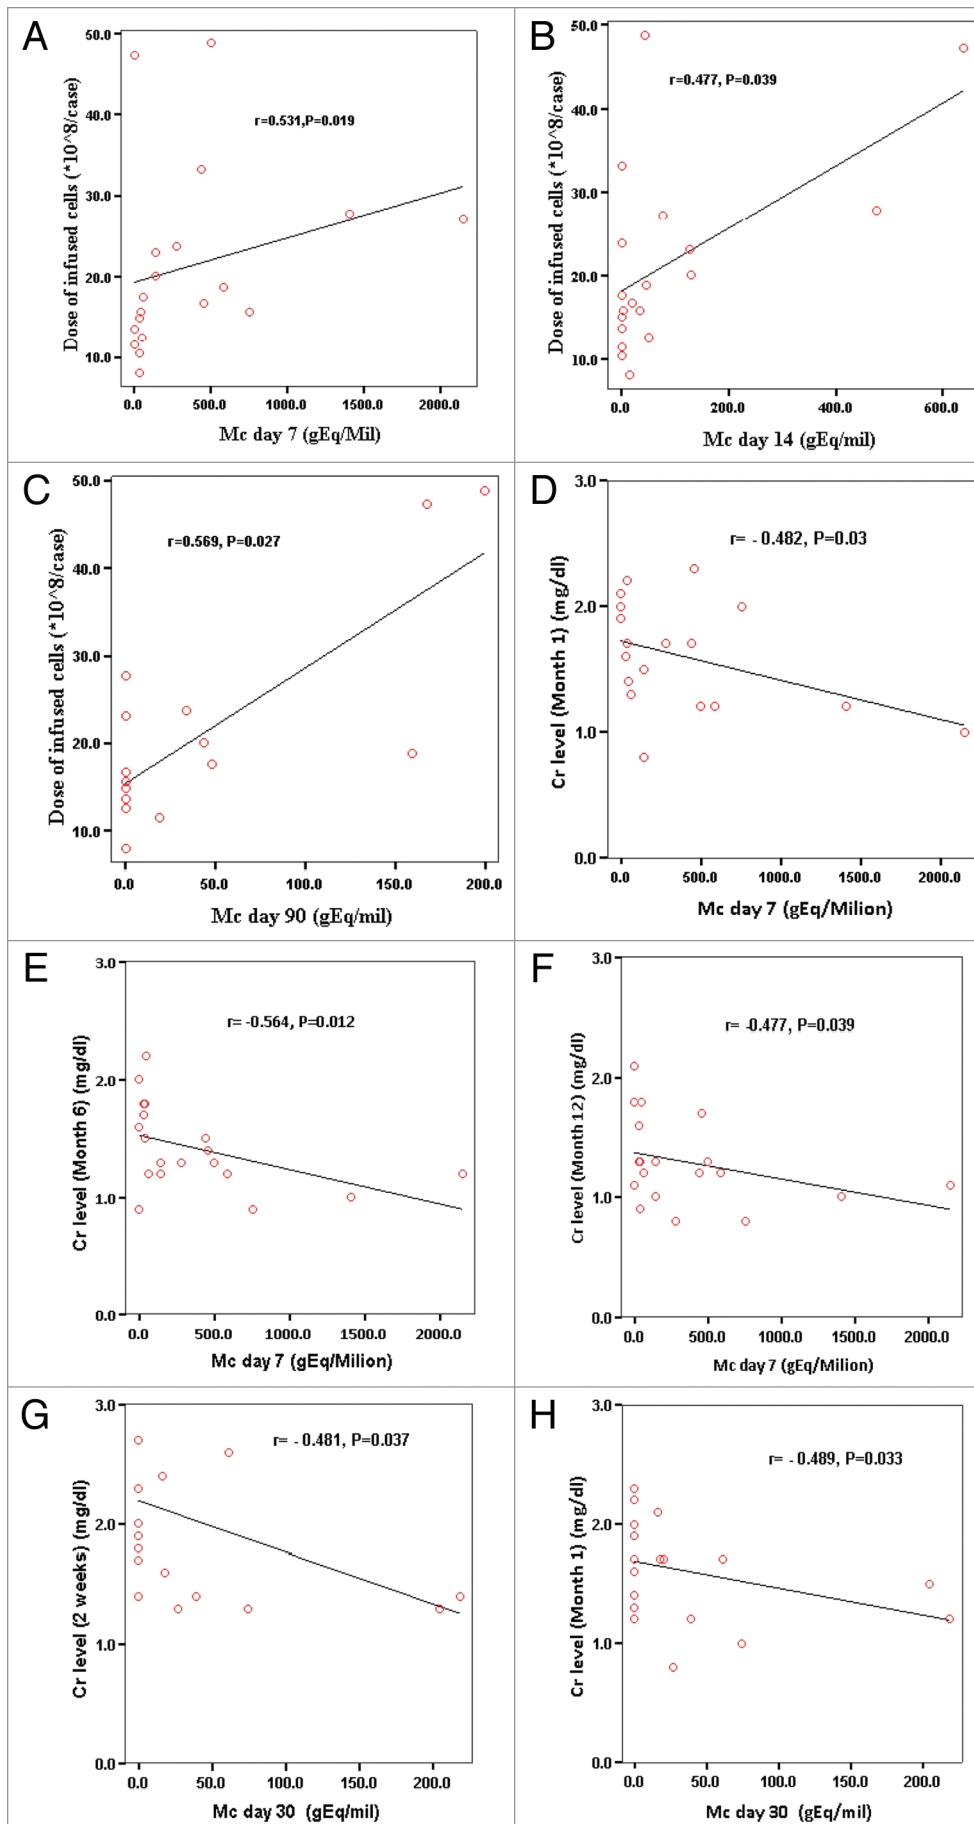 A
50.0
40.0
30.0
20.0
10.0
Dose of infused cells (*10^8/case)
r=0.531,P=0.019
0.0 500.0 1000.0 1500.0 2000.0
Mc day 7 (gEq/Mil)
B
50.0
40.0
30.0
20.0
10.0
Dose of infused cells (*10^8/case)
r=0.477, P=0.039
0.0 200.0 400.0 600.0
Mc day 14 (gEq/mil)
C
50.0
40.0
30.0
20.0
10.0
Dose of infused cells (*10^8/case)
r=0.569, P=0.027
0.0 50.0 100.0 150.0 200.0
Mc day 90 (gEq/mil)
D
3.0
2.0
1.0
0.0
Cr level (Month 1) (mg/dl)
r= - 0.482, P=0.03
0.0 500.0 1000.0 1500.0 2000.0
Mc day 7 (gEq/Milion)
E
3.0
2.0
1.0
0.0
Cr level (Month 6) (mg/dl)
r= -0.564, P=0.012
0.0 500.0 1000.0 1500.0 2000.0
Mc day 7 (gEq/Milion)
F
3.0
2.0
1.0
0.0
Cr level (Month 12) (mg/dl)
r= -0.477, P=0.039
0.0 500.0 1000.0 1500.0 2000.0
Mc day 7 (gEq/Milion)
G
3.0
2.0
1.0
0.0
Cr level (2 weeks) (mg/dl)
r= - 0.481, P=0.037
0.0 50.0 100.0 150.0 200.0
Mc day 30 (gEq/mil)
H
3.0
2.0
1.0
0.0
Cr level (Month 1) (mg/dl)
r= - 0.489, P=0.033
0.0 50.0 100.0 150.0 200.0
Mc day 30 (gEq/mil)